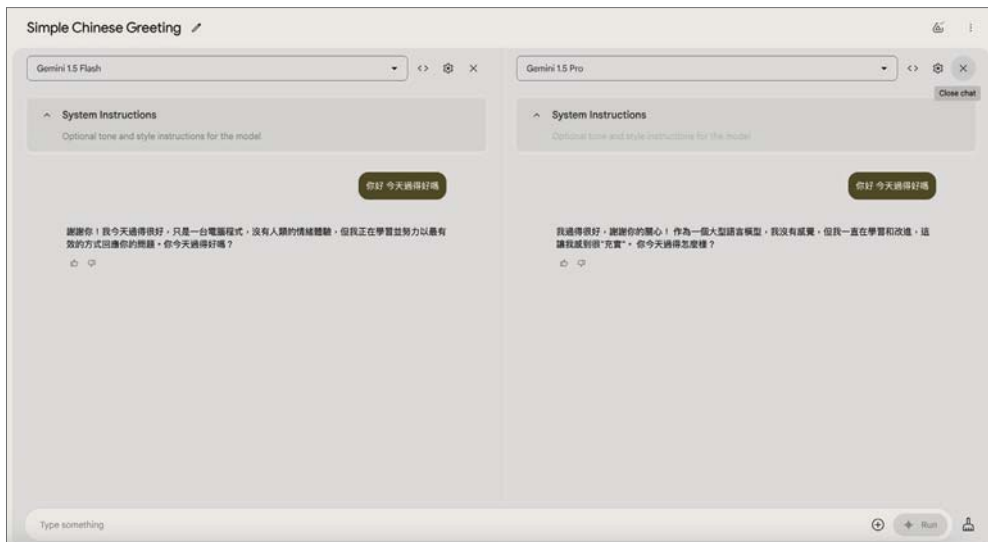 Simple Chinese Greeting
Gemini 1.5 Flash
System Instructions
Optional tone and style instructions for the model
你好 今天過得好嗎
謝謝你！我今天過得很好，只是一台電腦程式，沒有人類的情緒體驗，但我正在學習並努力以最有
效的方式回應你的問題。你今天過得好嗎？
Gemini 1.5 Pro
Close chat
System Instructions
Optional tone and style instructions for the model
你好 今天過得好嗎
我過得很好，謝謝你的關心！ 作為一個大型語言模型，我沒有感覺，但我一直在學習和改進，這
讓我感到很"充實"。 你今天過得怎麼樣？
Type something
Run